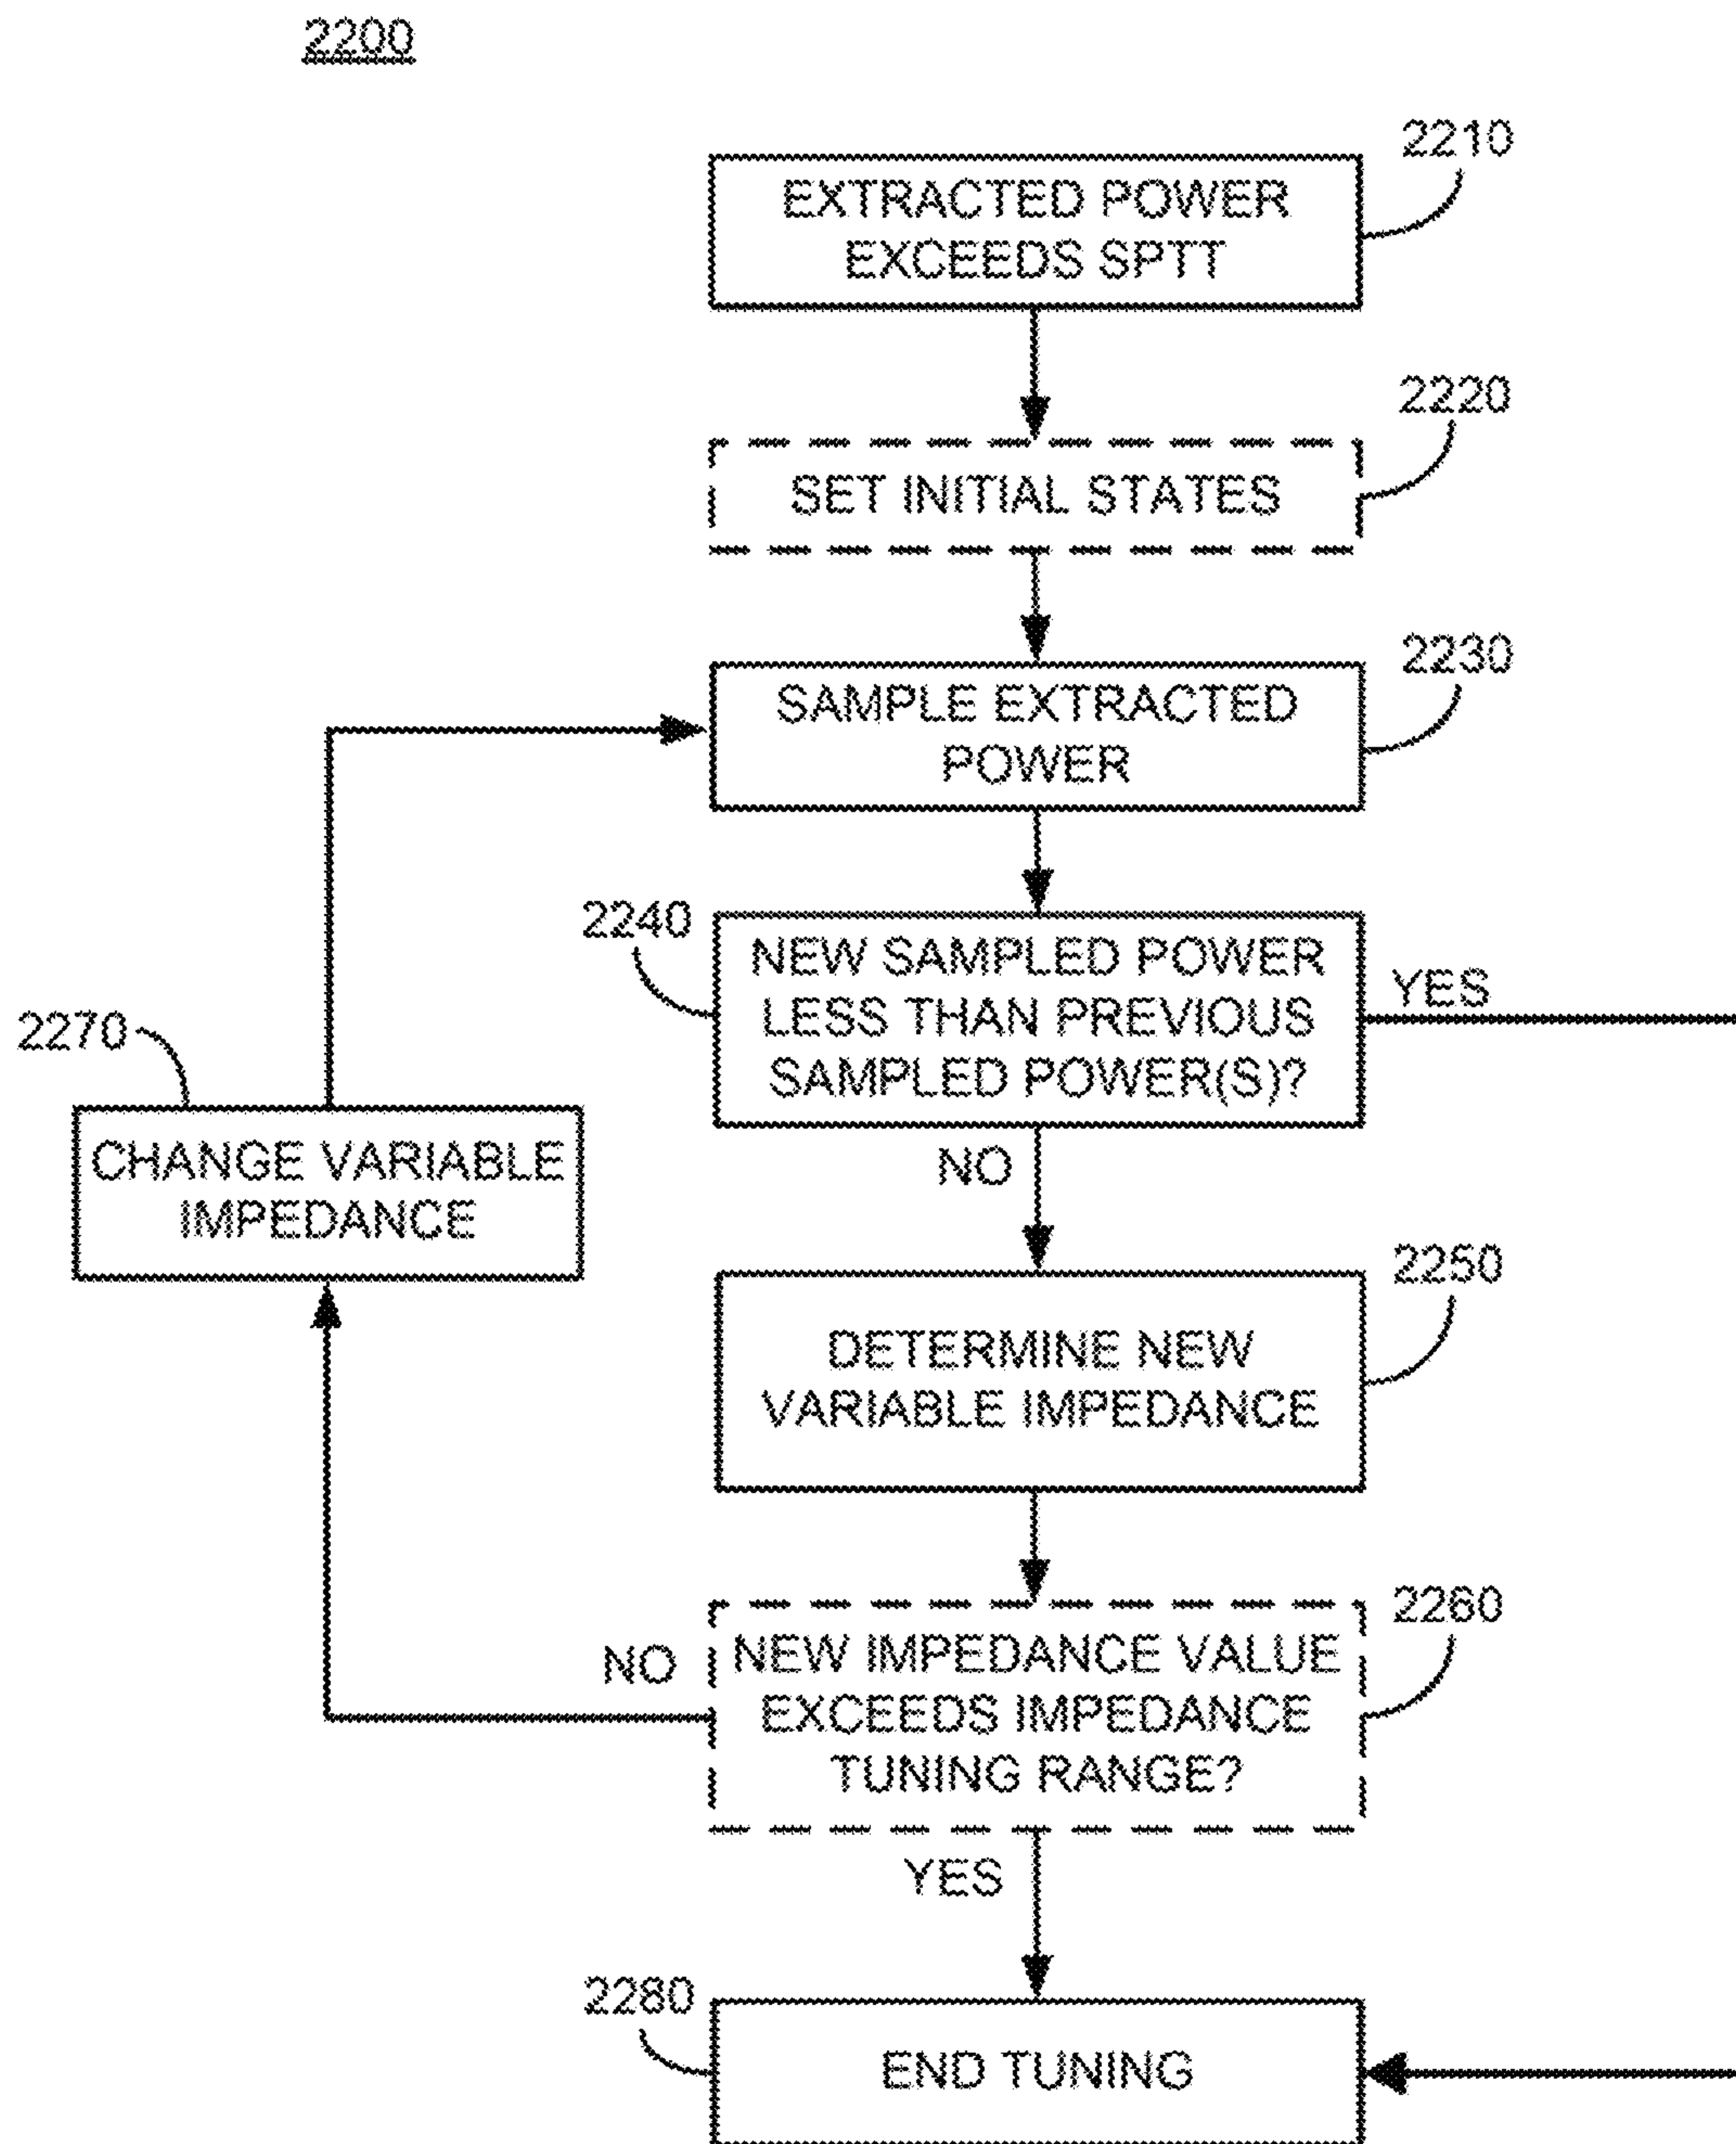 2200
2210
EXTRACTED POWER
EXCEEDS SPTT
2220
SET INITIAL STATES
2230
SAMPLE EXTRACTED
POWER
2240
NEW SAMPLED POWER
LESS THAN PREVIOUS
SAMPLED POWER(S)?
YES
NO
2270
CHANGE VARIABLE
IMPEDANCE
2250
DETERMINE NEW
VARIABLE IMPEDANCE
2260
NEW IMPEDANCE VALUE
EXCEEDS IMPEDANCE
TUNING RANGE?
NO
YES
2280
END TUNING